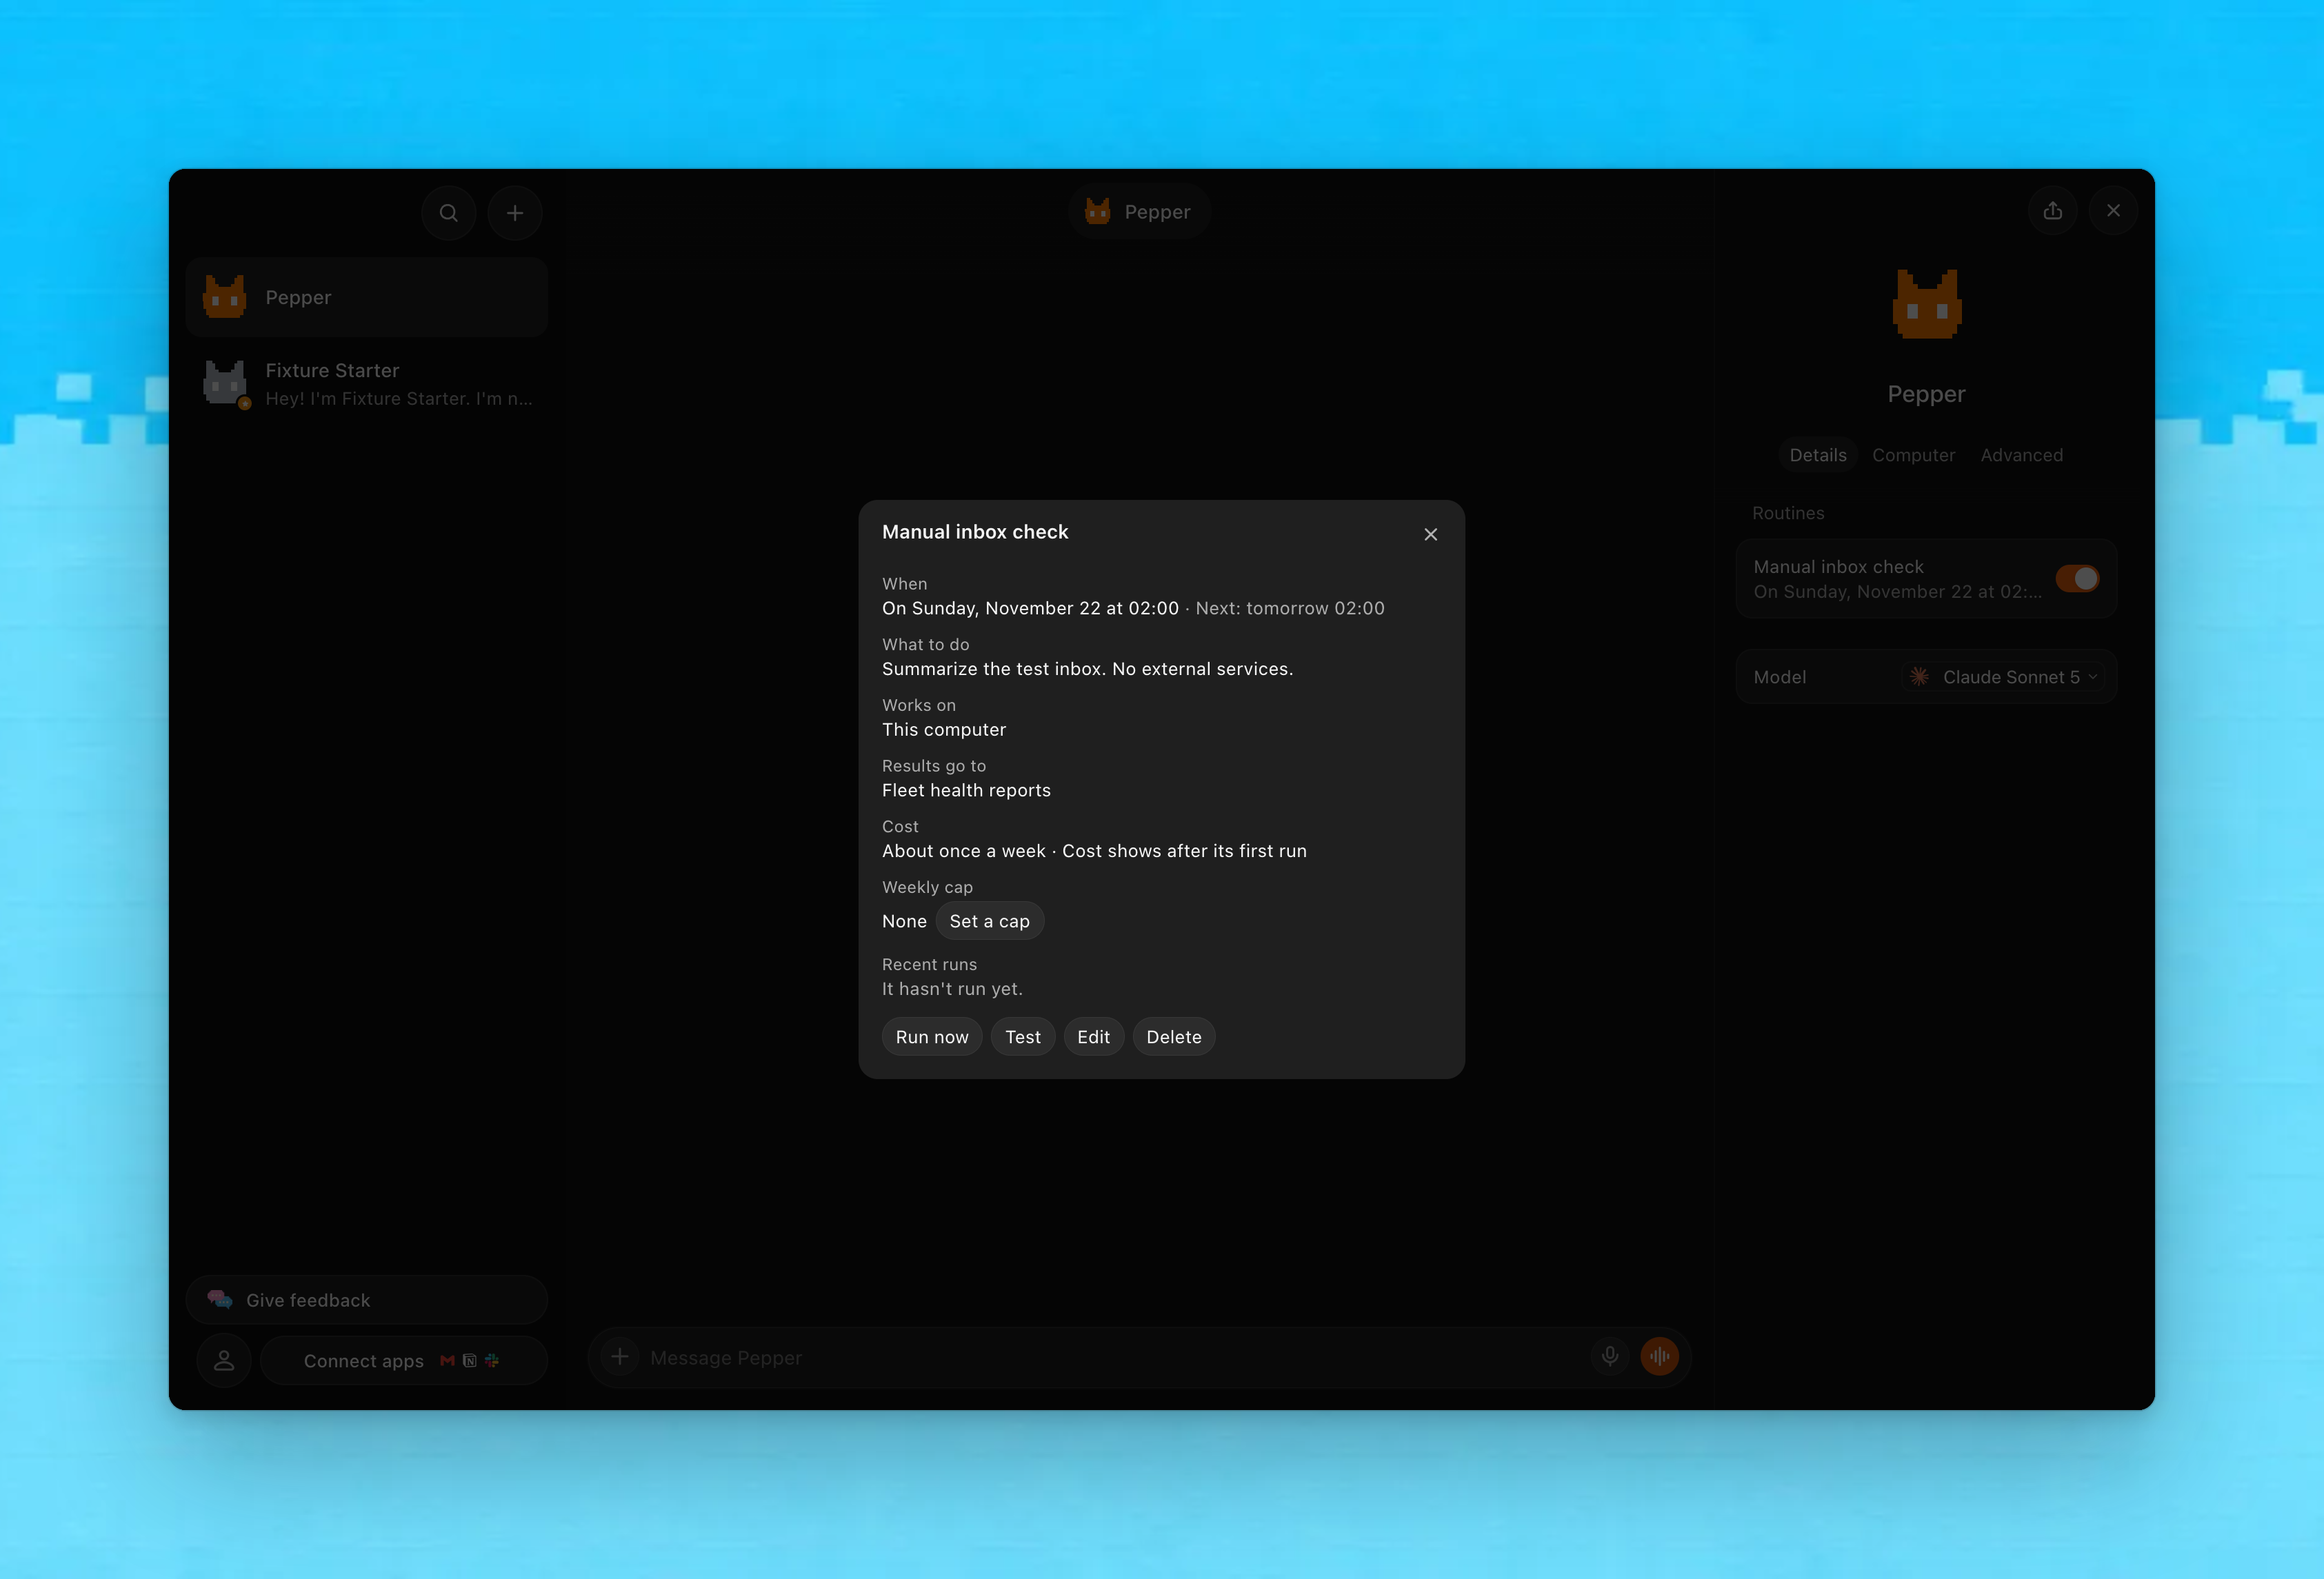 Pepper
Pepper
Fixture Starter
Hey! I'm Fixture Starter. I'm n...
Give feedback
Connect apps
Manual inbox check
When
On Sunday, November 22 at 02:00 · Next: tomorrow 02:00
What to do
Summarize the test inbox. No external services.
Works on
This computer
Results go to
Fleet health reports
Cost
About once a week · Cost shows after its first run
Weekly cap
None Set a cap
Recent runs
It hasn't run yet.
Run now Test Edit Delete
Message Pepper
Pepper
Details Computer Advanced
Routines
Manual inbox check
On Sunday, November 22 at 02:...
Model Claude Sonnet 5